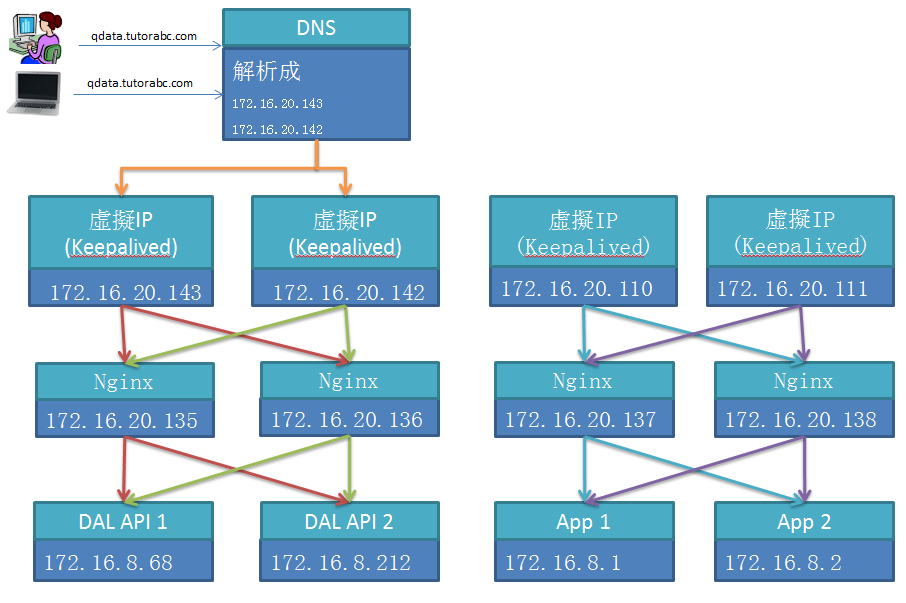 qdata.tutorabc.com
qdata.tutorabc.com
DNS
解析成
172.16.20.143
172.16.20.142
虛擬IP
(Keepalived)
172.16.20.143
虛擬IP
(Keepalived)
172.16.20.142
虛擬IP
(Keepalived)
172.16.20.110
虛擬IP
(Keepalived)
172.16.20.111
Nginx
172.16.20.135
Nginx
172.16.20.136
Nginx
172.16.20.137
Nginx
172.16.20.138
DAL API 1
172.16.8.68
DAL API 2
172.16.8.212
App 1
172.16.8.1
App 2
172.16.8.2